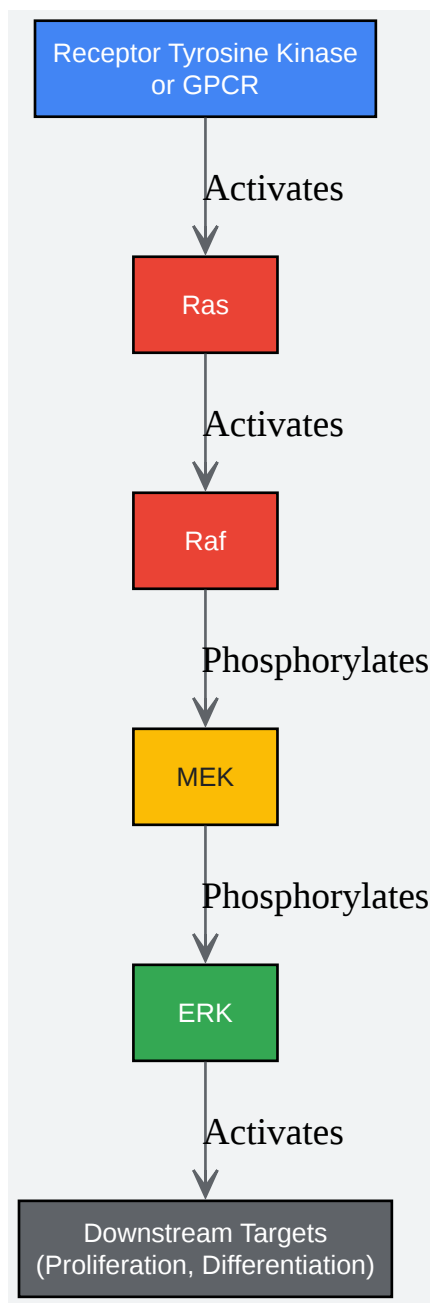 Receptor Tyrosine Kinase
or GPCR
Activates
Ras
Activates
Raf
Phosphorylates
MEK
Phosphorylates
ERK
Activates
Downstream Targets
(Proliferation, Differentiation)